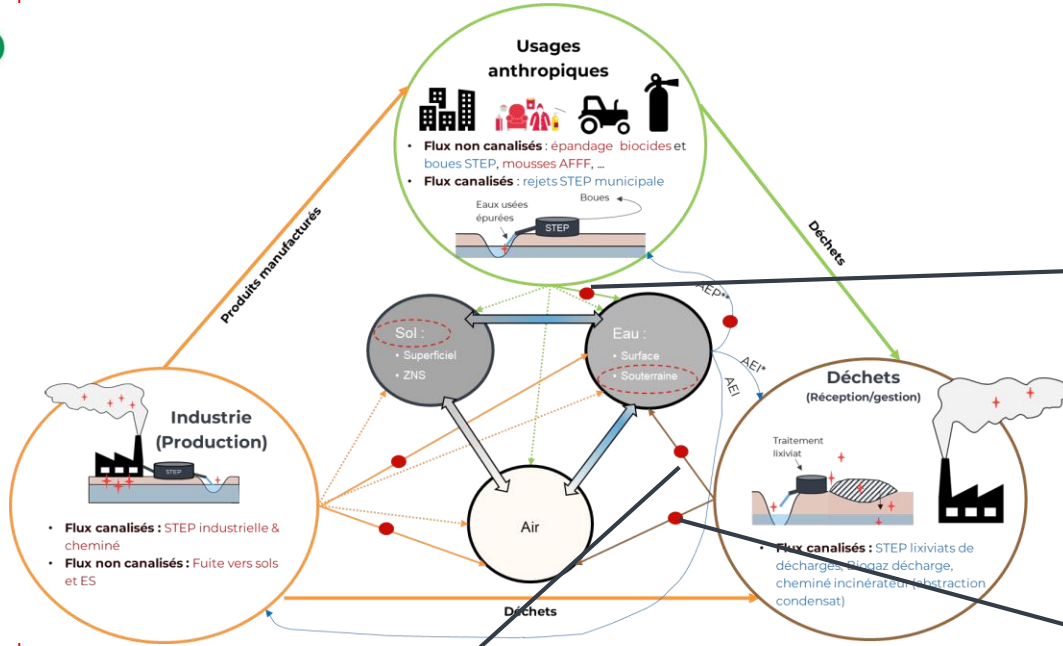 Usages
anthropiques
• Flux non canalisés : épandage biocides et
boues STEP, mousses AFFF, ...
• Flux canalisés : rejets STEP municipale
Boues
Eaux usées
épurées
STEP
Produits manufacturés
Déchets
AEP**
AEI*
AEI
Sol :
• Superficiel
• ZNS
Eau :
• Surface
• Souterraine
Air
Industrie
(Production)
STEP
• Flux canalisés : STEP industrielle &
cheminé
• Flux non canalisés : Fuite vers sols
et ES
Déchets
(Réception/gestion)
Traitement
lixiviat
• Flux canalisés : STEP lixiviats de
décharges, Biogaz décharge,
cheminé incinérateur (abstraction
condensat)
Déchets